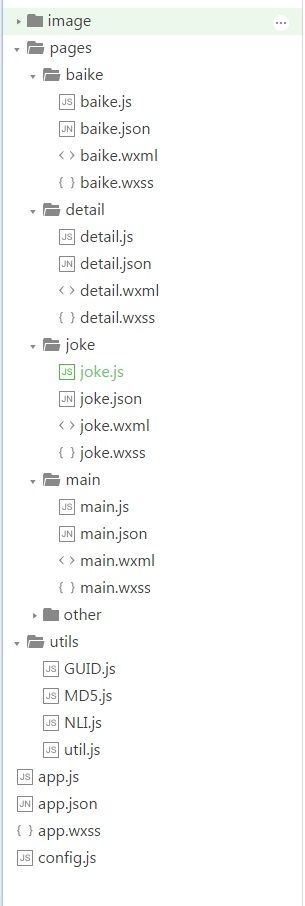 image
pages
baike
JS baike.js
JN baike.json
<> baike.wxml
{ } baike.wxss
detail
JS detail.js
JN detail.json
<> detail.wxml
{ } detail.wxss
joke
JS joke.js
JN joke.json
<> joke.wxml
{ } joke.wxss
main
JS main.js
JN main.json
<> main.wxml
{ } main.wxss
other
utils
JS GUID.js
JS MD5.js
JS NLI.js
JS util.js
JS app.js
JN app.json
{ } app.wxss
JS config.js